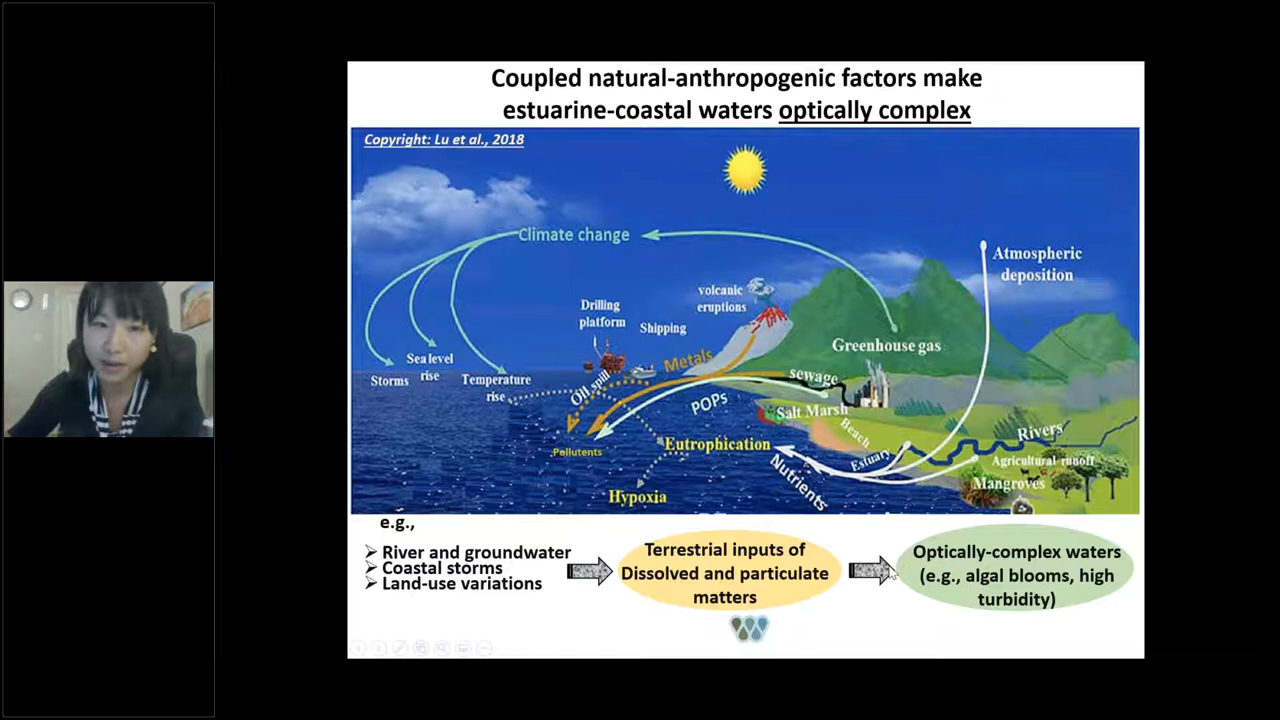 Coupled natural-anthropogenic factors make
estuarine-coastal waters optically complex
Copyright: Lu et al., 2018
Climate change
Atmospheric
deposition
volcanic
eruptions
Drilling
platform
Shipping
Greenhouse gas
Storms
Sea level
rise
Temperature
rise
Metals
Oil spill
sewage
POPs
Salt Marsh
Beach
Rivers
Estuary
Agricultural runoff
Mangroves
Eutrophication
Pollutents
Nutrients
Hypoxia
e.g.,
➢ River and groundwater
➢ Coastal storms
➢ Land-use variations
Terrestrial inputs of
Dissolved and particulate
matters
Optically-complex waters
(e.g., algal blooms, high
turbidity)